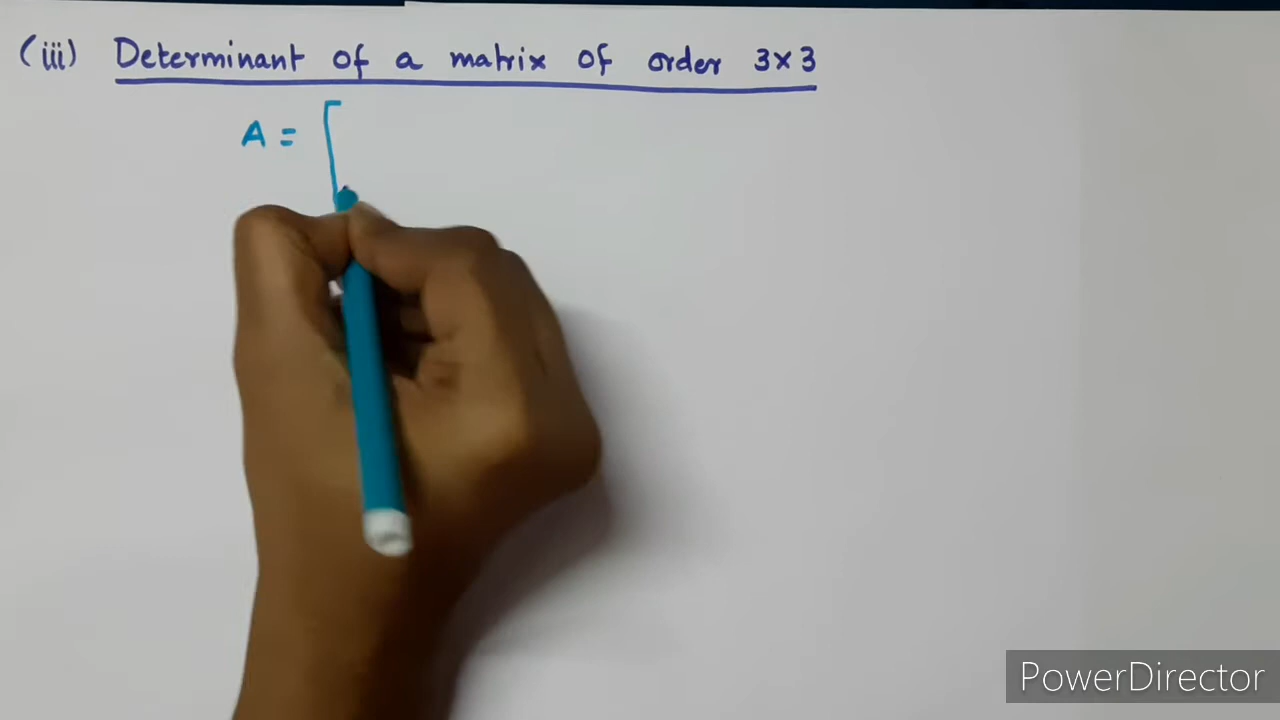 (iii) Determinant of a matrix of order 3×3
A = [
PowerDirector